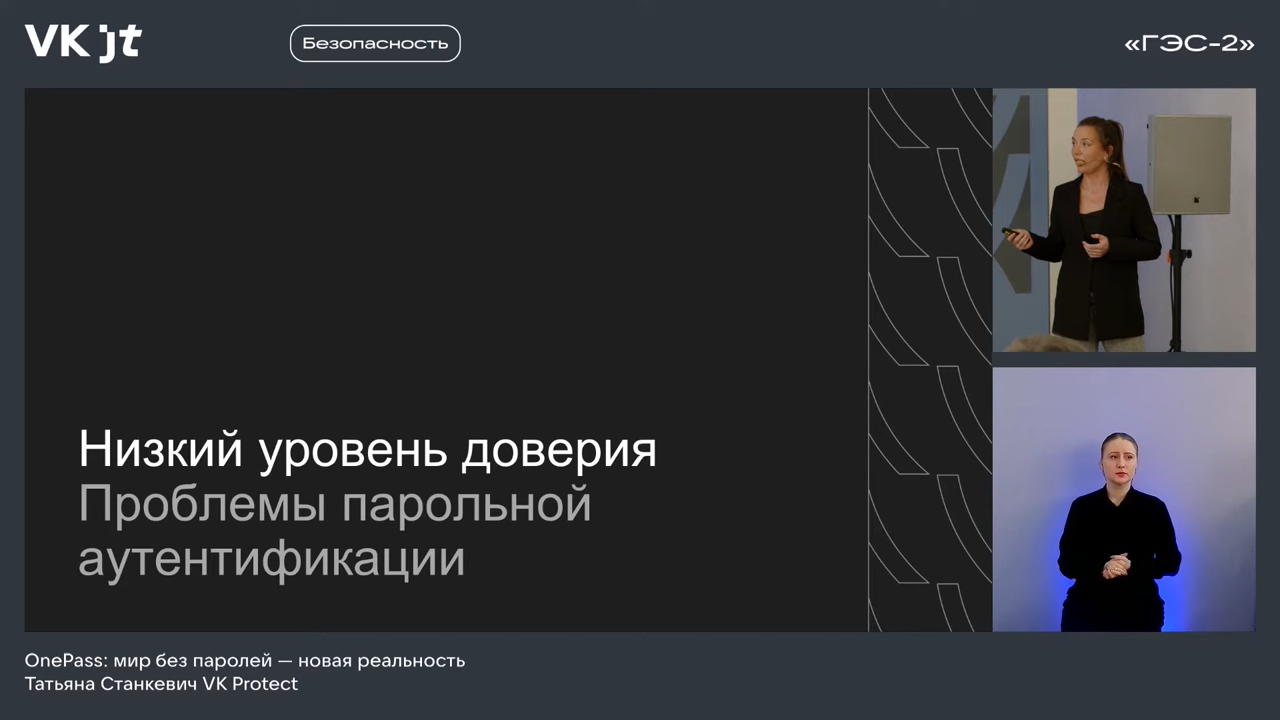 VK jt
Безопасность
«ГЭС-2»
Низкий уровень доверия
Проблемы парольной
аутентификации
OnePass: мир без паролей — новая реальность
Татьяна Станкевич VK Protect